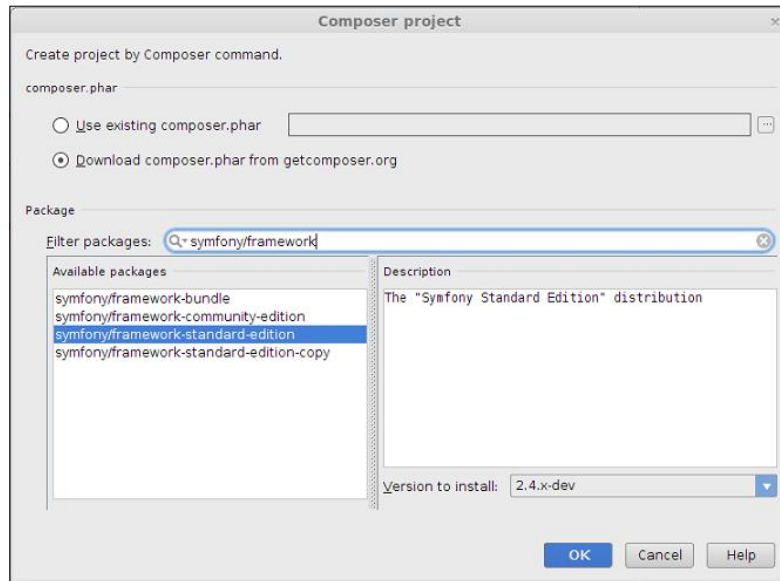 Composer project
Create project by Composer command.
composer.phar
Use existing composer.phar
...
Download composer.phar from getcomposer.org
Package
Filter packages: symfony/framework
Available packages
symfony/framework-bundle
symfony/framework-community-edition
symfony/framework-standard-edition
symfony/framework-standard-edition-copy
Description
The "Symfony Standard Edition" distribution
Version to install: 2.4.x-dev
OK Cancel Help